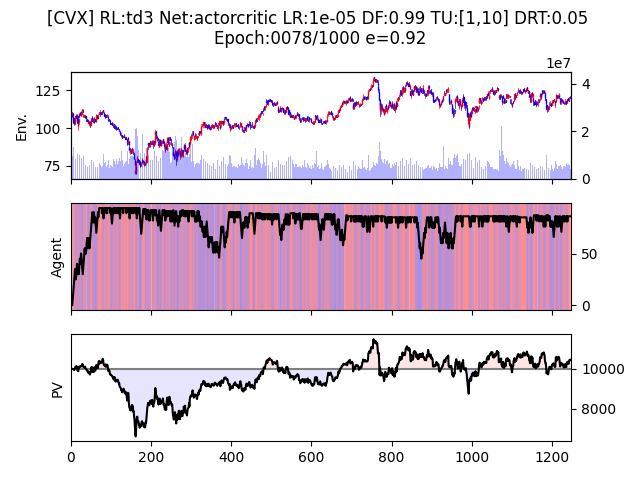 [CVX] RL:td3 Net:actorcritic LR:1e-05 DF:0.99 TU:[1,10] DRT:0.05
Epoch:0078/1000 e=0.92
1e7
125
100
75
Env.
4
2
0
Agent
50
0
PV
10000
8000
0
200
400
600
800
1000
1200